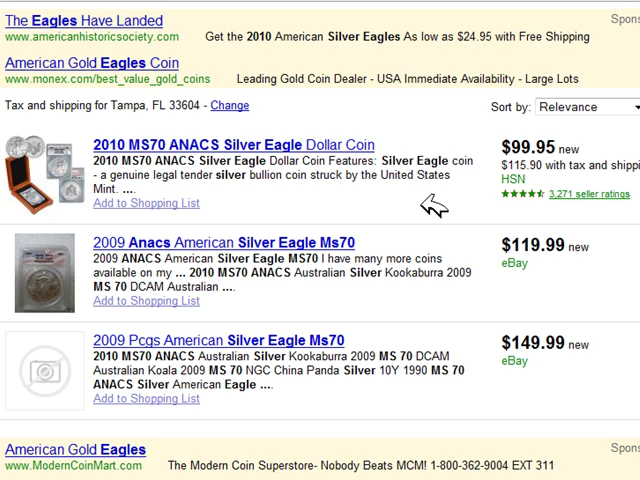 The Eagles Have Landed
Spons
www.americanhistoricsociety.com Get the 2010 American Silver Eagles As low as $24.95 with Free Shipping
American Gold Eagles Coin
www.monex.com/best_value_gold_coins Leading Gold Coin Dealer - USA Immediate Availability - Large Lots
Tax and shipping for Tampa, FL 33604 - Change
Sort by: Relevance
2010 MS70 ANACS Silver Eagle Dollar Coin
2010 MS70 ANACS Silver Eagle Dollar Coin Features: Silver Eagle coin
- a genuine legal tender silver bullion coin struck by the United States
Mint. ...
Add to Shopping List
$99.95 new
$115.90 with tax and shippi
HSN
3,271 seller ratings
2009 Anacs American Silver Eagle Ms70
2009 ANACS American Silver Eagle MS70 I have many more coins
available on my ... 2010 MS70 ANACS Australian Silver Kookaburra 2009
MS 70 DCAM Australian ...
Add to Shopping List
$119.99 new
eBay
2009 Pcgs American Silver Eagle Ms70
2010 MS70 ANACS Australian Silver Kookaburra 2009 MS 70 DCAM
Australian Koala 2009 MS 70 NGC China Panda Silver 10Y 1990 MS 70
ANACS Silver American Eagle ...
Add to Shopping List
$149.99 new
eBay
American Gold Eagles
Spons
www.ModernCoinMart.com The Modern Coin Superstore- Nobody Beats MCM! 1-800-362-9004 EXT 311